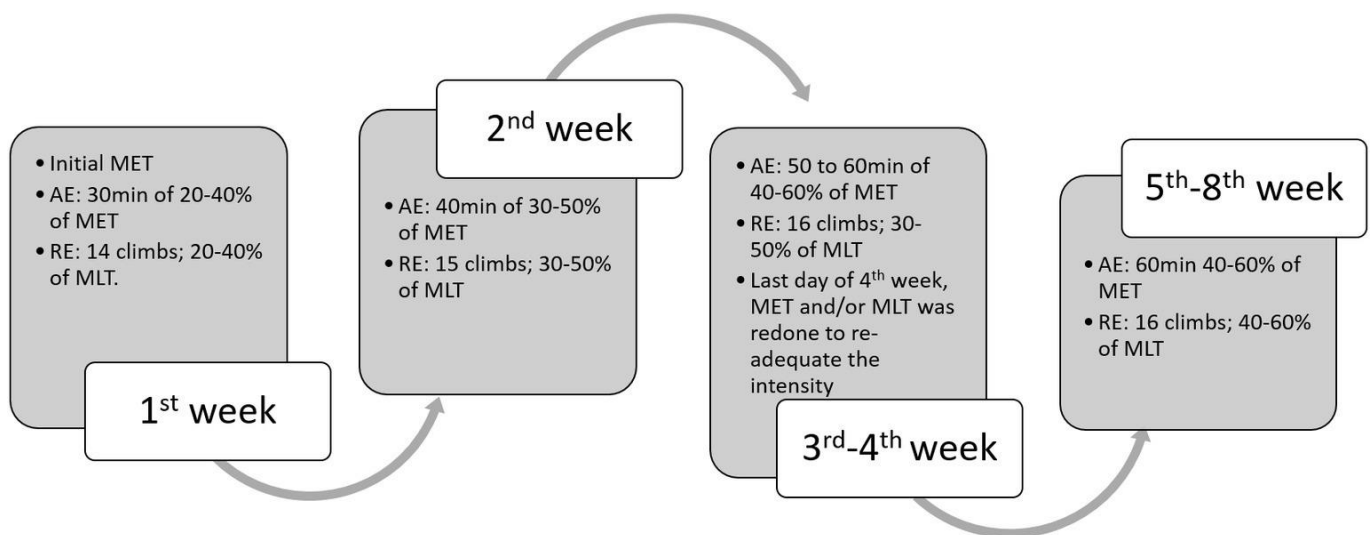 • Initial MET
• AE: 30min of 20-40%
of MET
• RE: 14 climbs; 20-40%
of MLT.
1st week
2nd week
• AE: 40min of 30-50%
of MET
• RE: 15 climbs; 30-50%
of MLT
• AE: 50 to 60min of
40-60% of MET
• RE: 16 climbs; 30-
50% of MLT
• Last day of 4th week,
MET and/or MLT was
redone to re-
adequate the
intensity
3rd-4th week
5th-8th week
• AE: 60min 40-60% of
MET
• RE: 16 climbs; 40-60%
of MLT